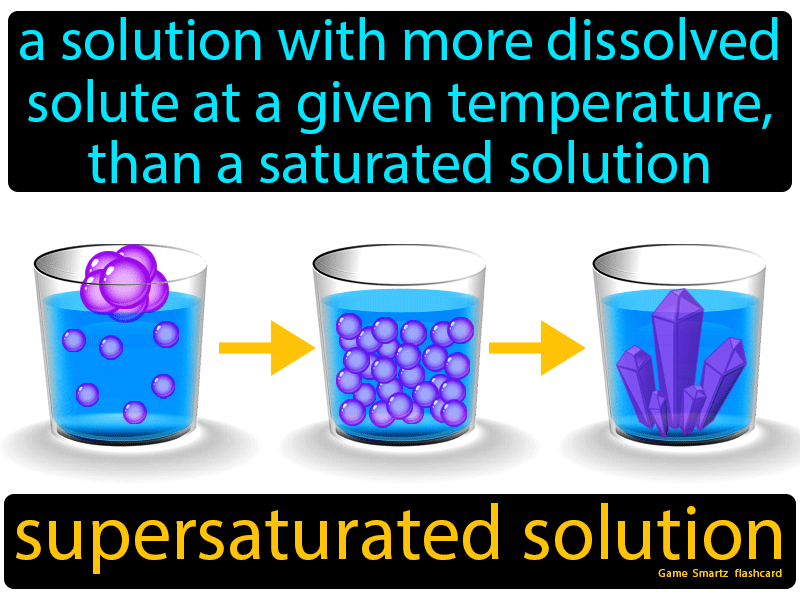 a solution with more dissolved
solute at a given temperature,
than a saturated solution
supersaturated solution
Game Smartz flashcard